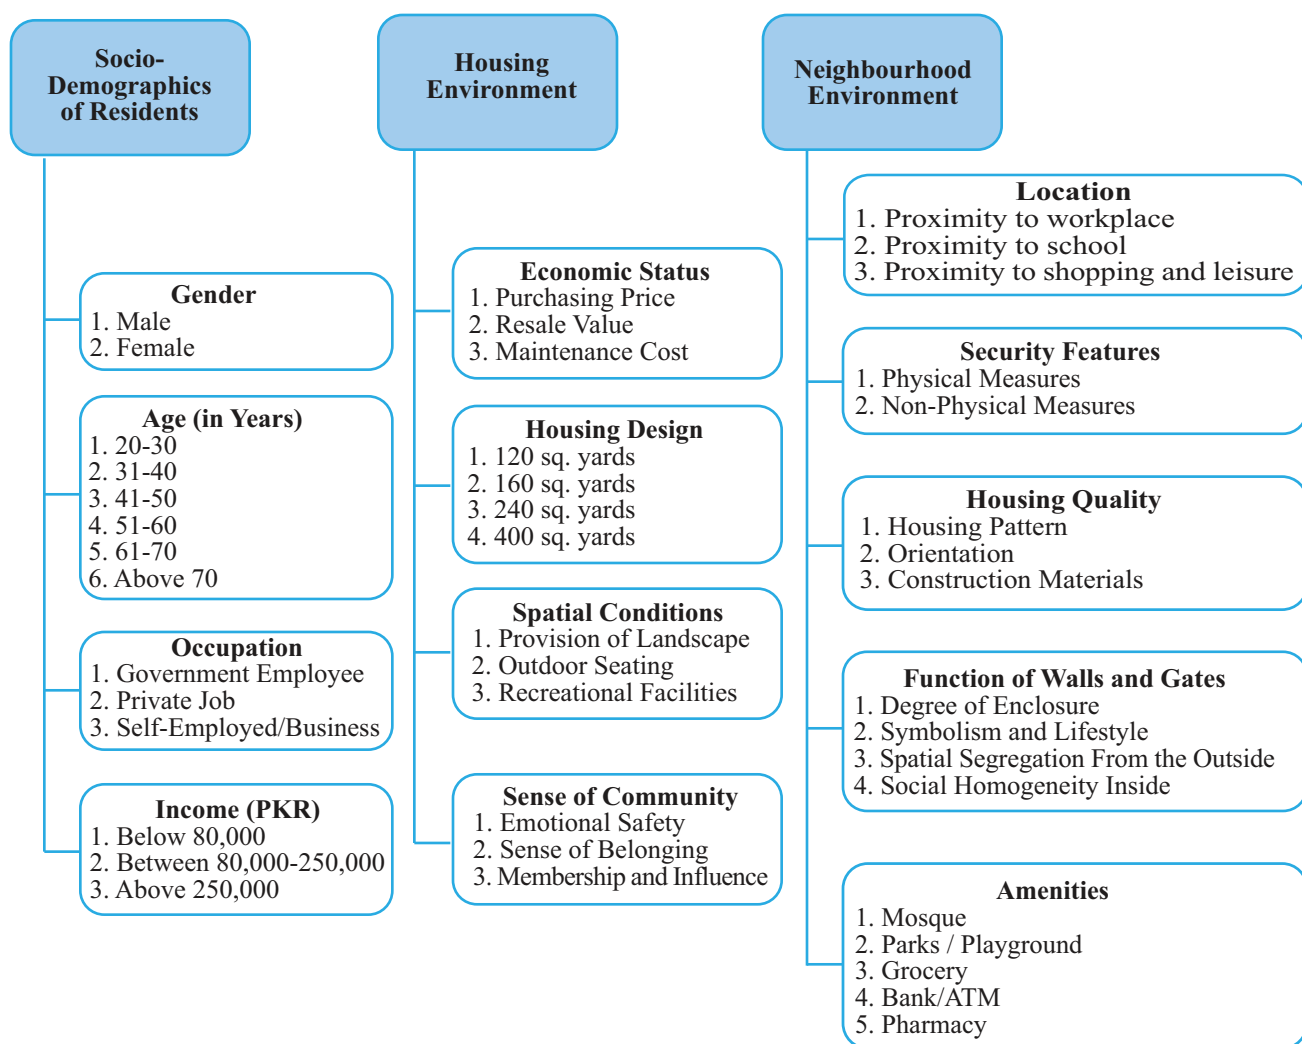 Socio-
Demographics
of Residents
Gender
1. Male
2. Female
Age (in Years)
1. 20-30
2. 31-40
3. 41-50
4. 51-60
5. 61-70
6. Above 70
Occupation
1. Government Employee
2. Private Job
3. Self-Employed/Business
Income (PKR)
1. Below 80,000
2. Between 80,000-250,000
3. Above 250,000
Housing
Environment
Economic Status
1. Purchasing Price
2. Resale Value
3. Maintenance Cost
Housing Design
1. 120 sq. yards
2. 160 sq. yards
3. 240 sq. yards
4. 400 sq. yards
Spatial Conditions
1. Provision of Landscape
2. Outdoor Seating
3. Recreational Facilities
Sense of Community
1. Emotional Safety
2. Sense of Belonging
3. Membership and Influence
Neighbourhood
Environment
Location
1. Proximity to workplace
2. Proximity to school
3. Proximity to shopping and leisure
Security Features
1. Physical Measures
2. Non-Physical Measures
Housing Quality
1. Housing Pattern
2. Orientation
3. Construction Materials
Function of Walls and Gates
1. Degree of Enclosure
2. Symbolism and Lifestyle
3. Spatial Segregation From the Outside
4. Social Homogeneity Inside
Amenities
1. Mosque
2. Parks / Playground
3. Grocery
4. Bank/ATM
5. Pharmacy